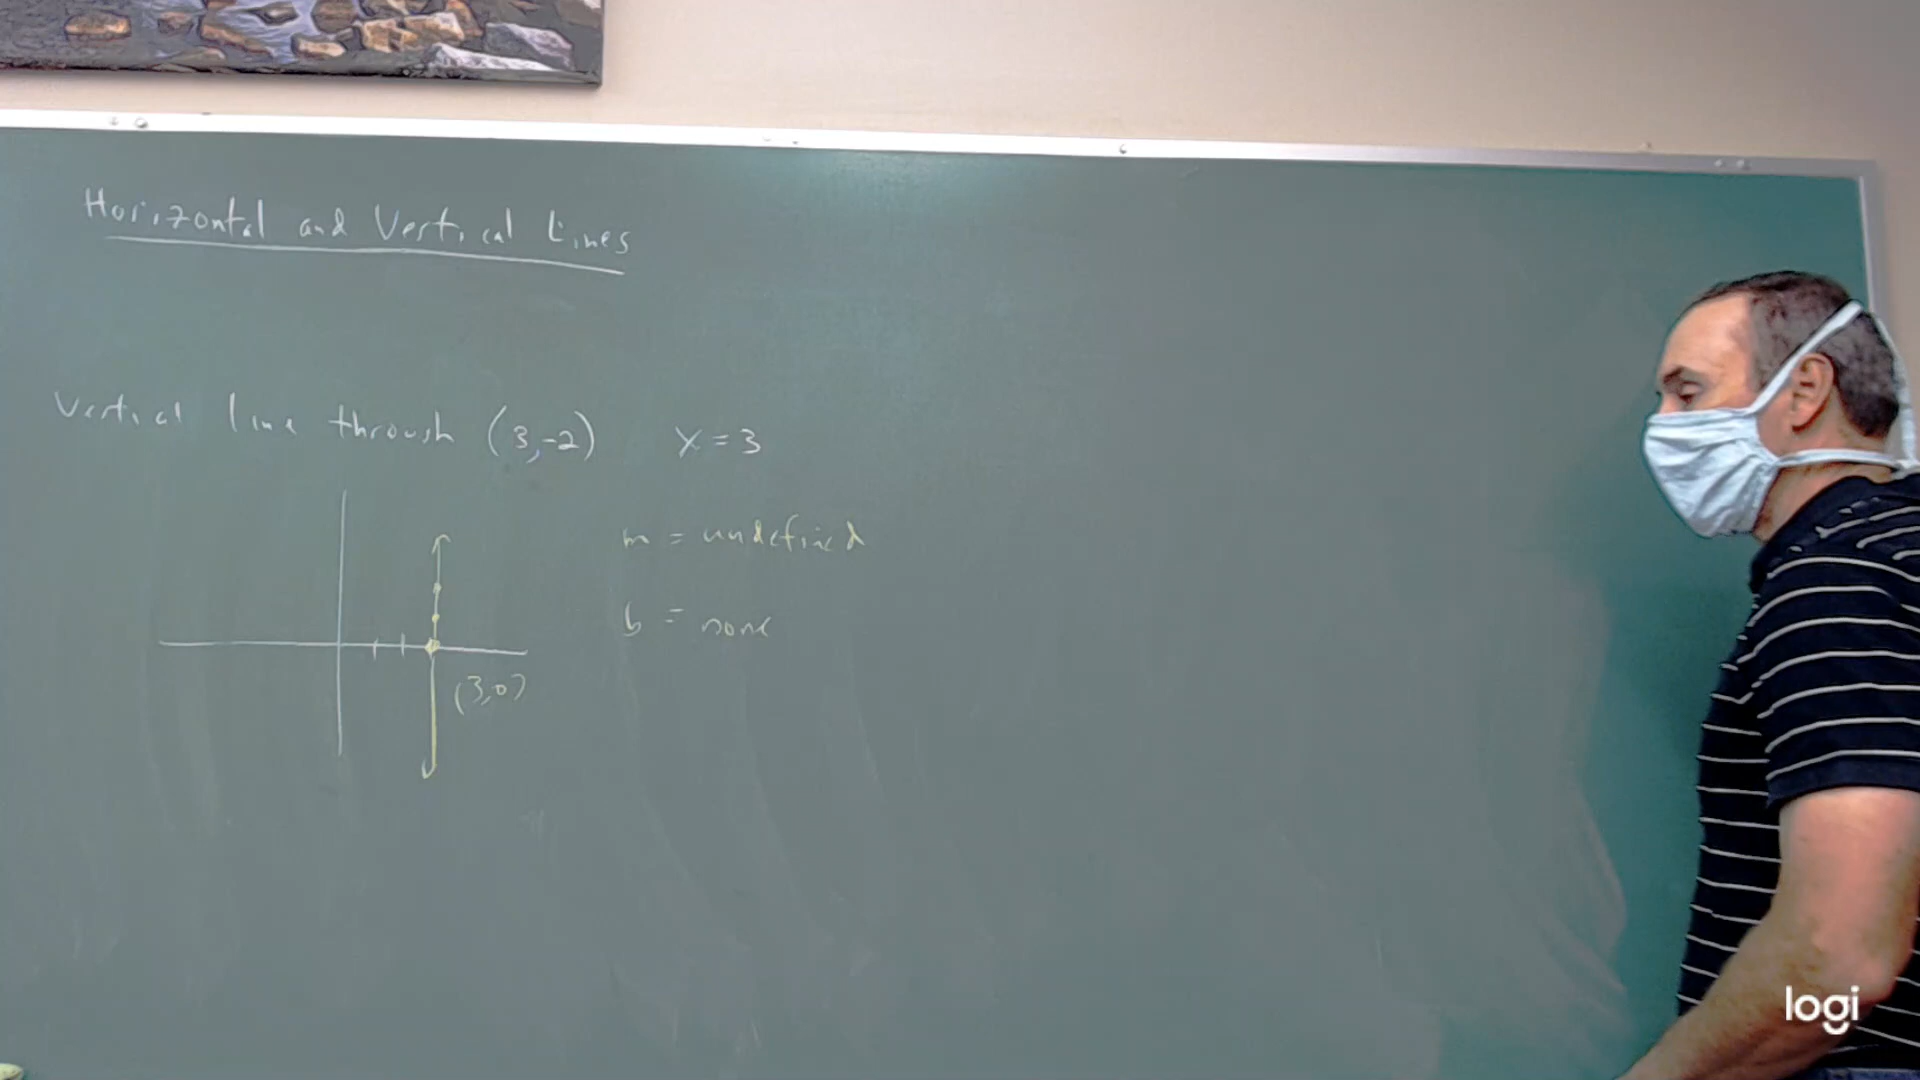 Horizontal and Vertical Lines
Vertical line through (3,-2) x = 3
m = undefined
b = none
(3,0)
logi